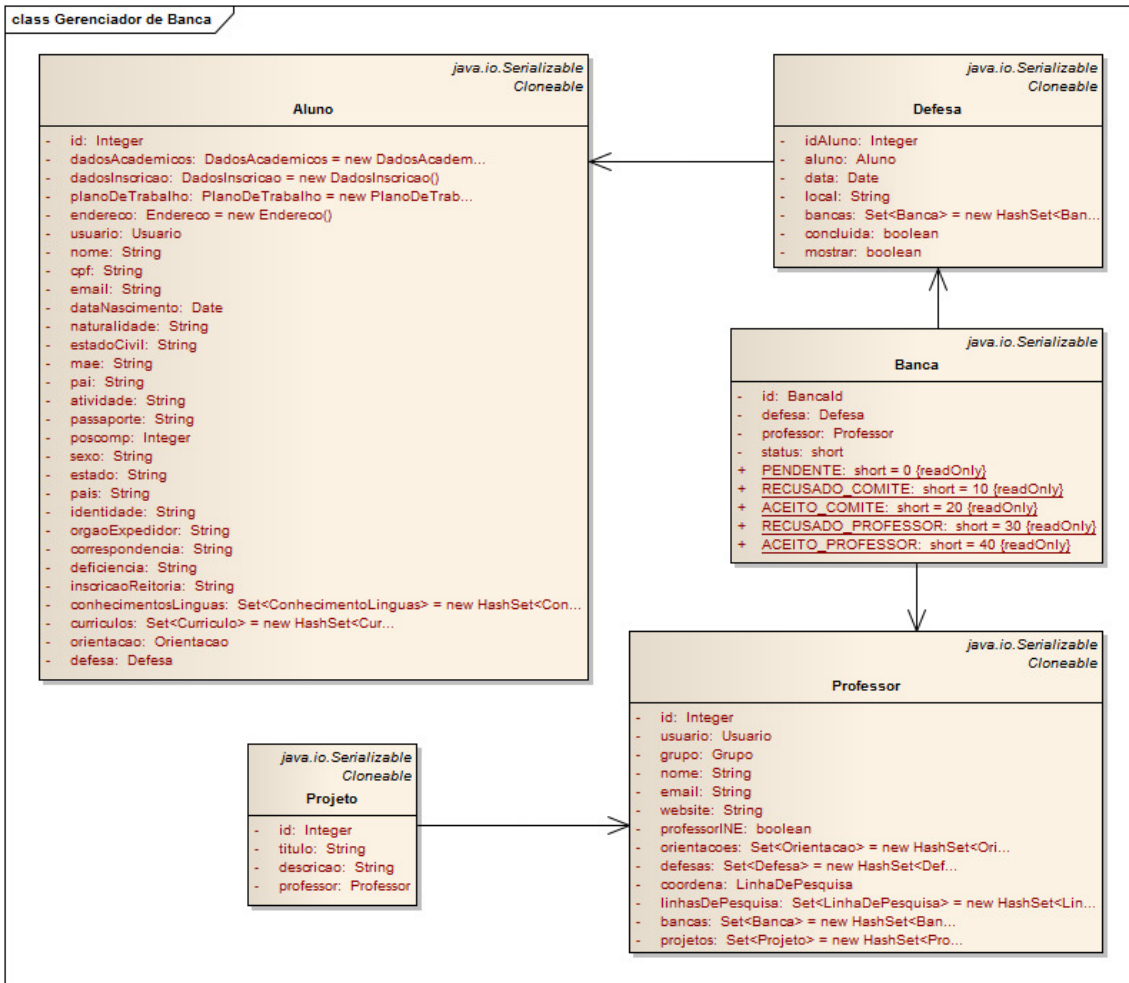 class Gerenciador de Banca
java.io.Serializable
Cloneable
Aluno
- id: Integer
- dadosAcademicos: DadosAcademicos = new DadosAcadem...
- dadosInscricao: DadosInscricao = new DadosInscricao()
- planoDeTrabalho: PlanoDeTrabalho = new PlanoDeTrab...
- endereco: Endereco = new Endereco()
- usuario: Usuario
- nome: String
- cpf: String
- email: String
- dataNascimento: Date
- naturalidade: String
- estadoCivil: String
- mae: String
- pai: String
- atividade: String
- passaporte: String
- poscomp: Integer
- sexo: String
- estado: String
- pais: String
- identidade: String
- orgaoExpedidor: String
- correspondencia: String
- deficiencia: String
- inscricaoReitoria: String
- conhecimentosLinguas: Set<ConhecimentoLinguas> = new HashSet<Con...
- curriculos: Set<Curriculo> = new HashSet<Cur...
- orientacao: Orientacao
- defesa: Defesa
java.io.Serializable
Cloneable
Defesa
- idAluno: Integer
- aluno: Aluno
- data: Date
- local: String
- bancas: Set<Banca> = new HashSet<Ban...
- concluida: boolean
- mostrar: boolean
java.io.Serializable
Banca
- id: BancaId
- defesa: Defesa
- professor: Professor
- status: short
+ PENDENTE: short = 0 {readOnly}
+ RECUSADO_COMITE: short = 10 {readOnly}
+ ACEITO_COMITE: short = 20 {readOnly}
+ RECUSADO_PROFESSOR: short = 30 {readOnly}
+ ACEITO_PROFESSOR: short = 40 {readOnly}
java.io.Serializable
Cloneable
Projeto
- id: Integer
- titulo: String
- descricao: String
- professor: Professor
java.io.Serializable
Cloneable
Professor
- id: Integer
- usuario: Usuario
- grupo: Grupo
- nome: String
- email: String
- website: String
- professorINE: boolean
- orientacoes: Set<Orientacao> = new HashSet<Ori...
- defesas: Set<Defesa> = new HashSet<Def...
- coordena: LinhaDePesquisa
- linhasDePesquisa: Set<LinhaDePesquisa> = new HashSet<Lin...
- bancas: Set<Banca> = new HashSet<Ban...
- projetos: Set<Projeto> = new HashSet<Pro...